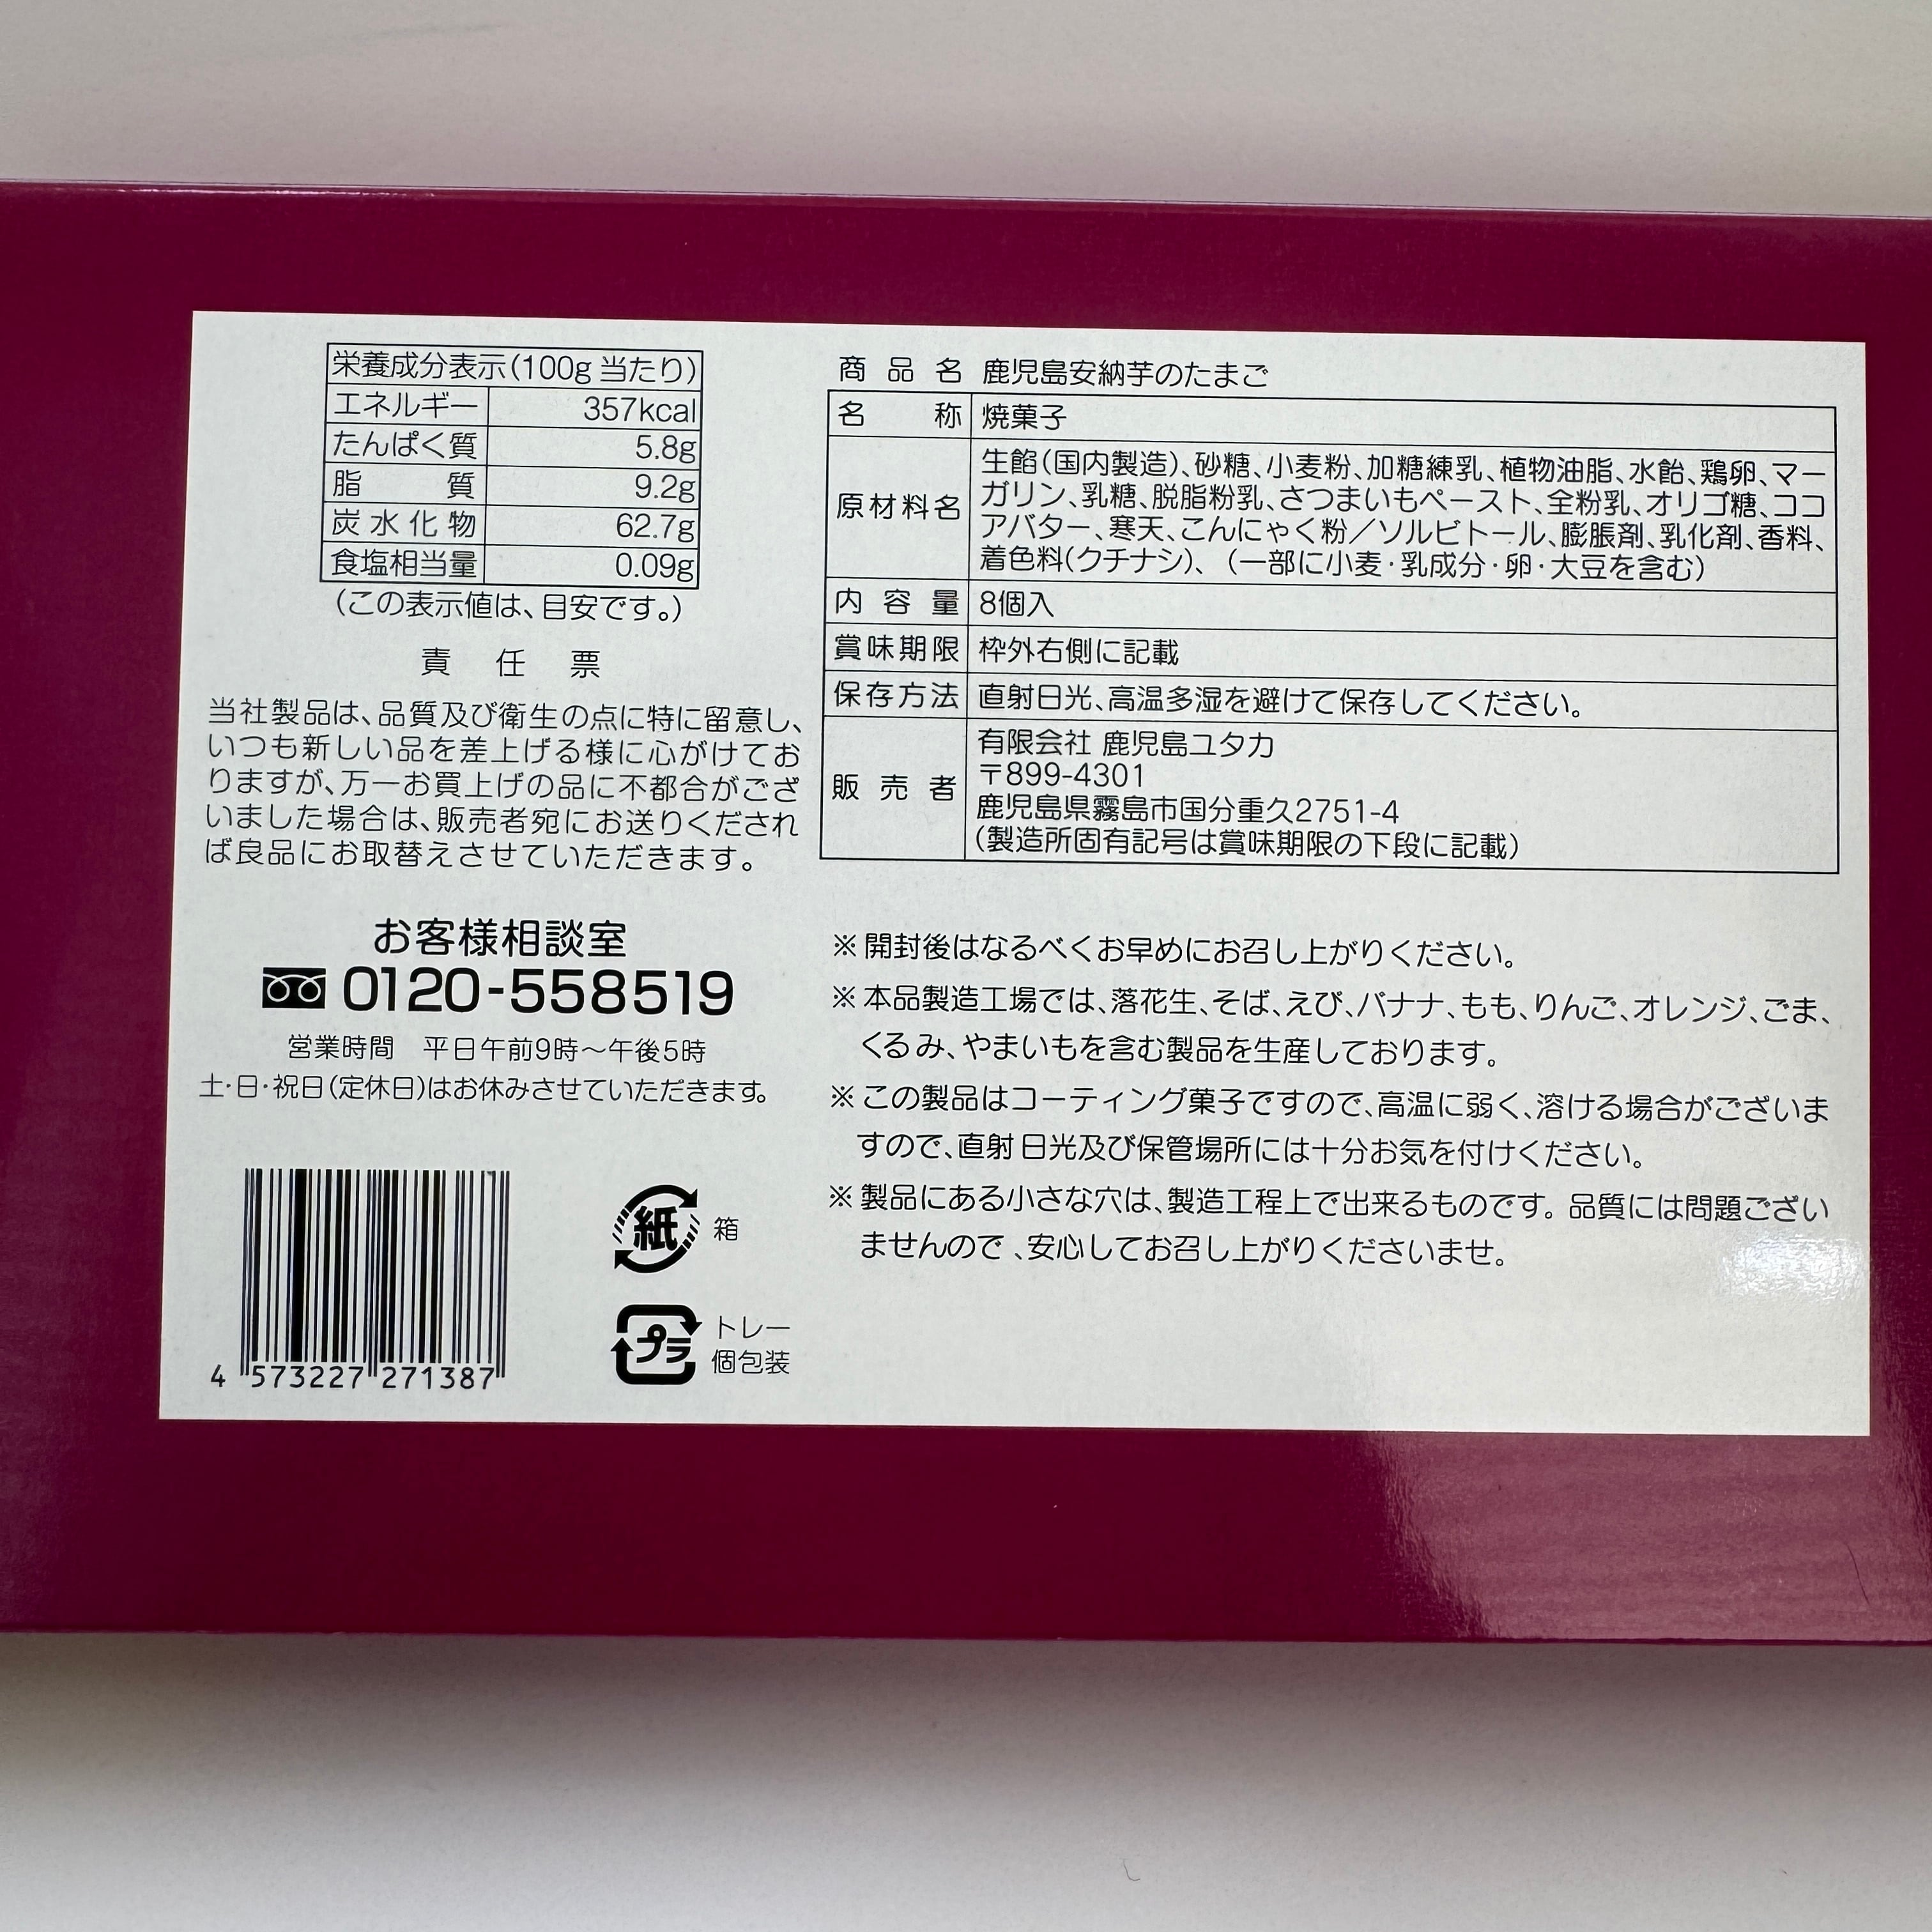 栄養成分表示(100g 当たり)
エネルギー 357kcal
たんぱく質 5.8g
脂質 9.2g
炭水化物 62.7g
食塩相当量 0.09g
(この表示値は、目安です。)
責任票
当社製品は、品質及び衛生の点に特に留意し、
いつも新しい品を差上げる様に心がけてお
りますが、万一お買上げの品に不都合がござ
いました場合は、販売者宛にお送りくだされ
ば良品にお取替えさせていただきます。
お客様相談室
0120-558519
営業時間 平日午前9時〜午後5時
土・日・祝日(定休日)はお休みさせていただきます。
4 573227 271387
紙 箱
プラ トレー
個包装
商品名 鹿児島安納芋のたまご
名称 焼菓子
原材料名 生餡(国内製造)、砂糖、小麦粉、加糖練乳、植物油脂、水飴、鶏卵、マー
ガリン、乳糖、脱脂粉乳、さつまいもペースト、全粉乳、オリゴ糖、ココ
アバター、寒天、こんにゃく粉／ソルビトール、膨脹剤、乳化剤、香料、
着色料(クチナシ)、(一部に小麦・乳成分・卵・大豆を含む)
内容量 8個入
賞味期限 枠外右側に記載
保存方法 直射日光、高温多湿を避けて保存してください。
販売者 有限会社 鹿児島ユタカ
〒899-4301
鹿児島県霧島市国分重久2751-4
(製造所固有記号は賞味期限の下段に記載)
※開封後はなるべくお早めにお召し上がりください。
※本品製造工場では、落花生、そば、えび、バナナ、もも、りんご、オレンジ、ごま、
くるみ、やまいもを含む製品を生産しております。
※この製品はコーティング菓子ですので、高温に弱く、溶ける場合がございま
すので、直射日光及び保管場所には十分お気を付けください。
※製品にある小さな穴は、製造工程上で出来るものです。品質には問題ござい
ませんので、安心してお召し上がりくださいませ。